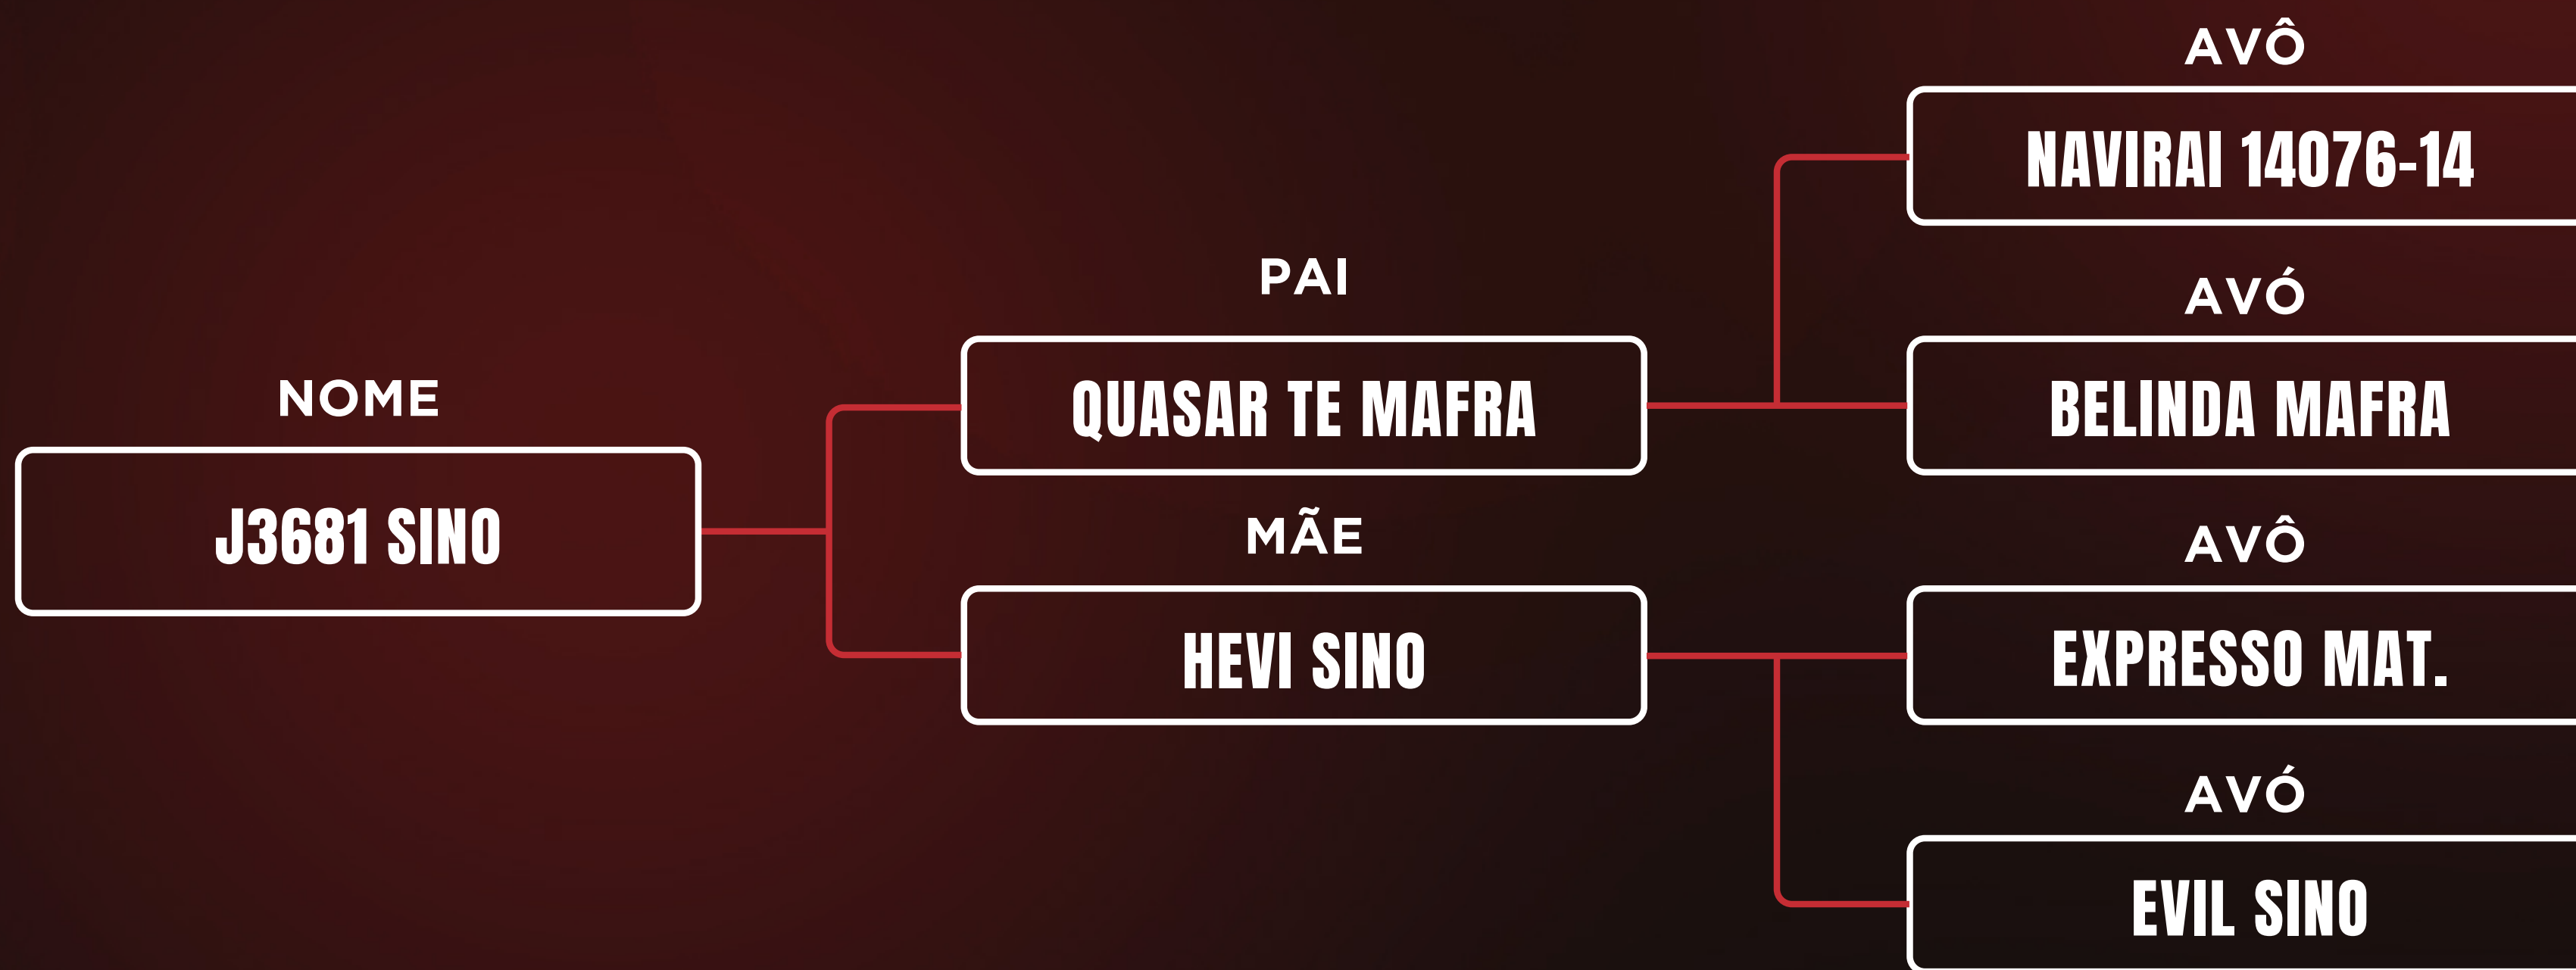 NOME
J3681 SINO
PAI
QUASAR TE MAFRA
MÃE
HEVI SINO
AVÔ
NAVIRAI 14076-14
AVÓ
BELINDA MAFRA
AVÔ
EXPRESSO MAT.
AVÓ
EVIL SINO